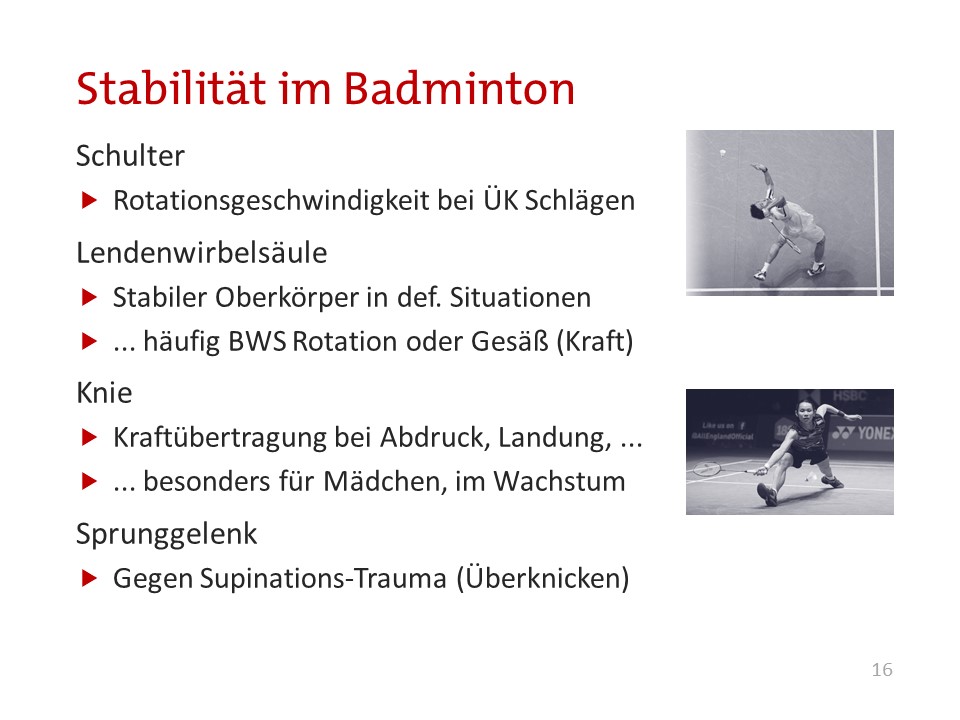 Stabilität im Badminton
Schulter
Rotationsgeschwindigkeit bei ÜK Schlägen
Lendenwirbelsäule
Stabiler Oberkörper in def. Situationen
... häufig BWS Rotation oder Gesäß (Kraft)
Knie
Kraftübertragung bei Abdruck, Landung, ...
... besonders für Mädchen, im Wachstum
Sprunggelenk
Gegen Supinations-Trauma (Überknicken)
HSBC
Like us on
@AllEnglandOfficial
YONEX
16